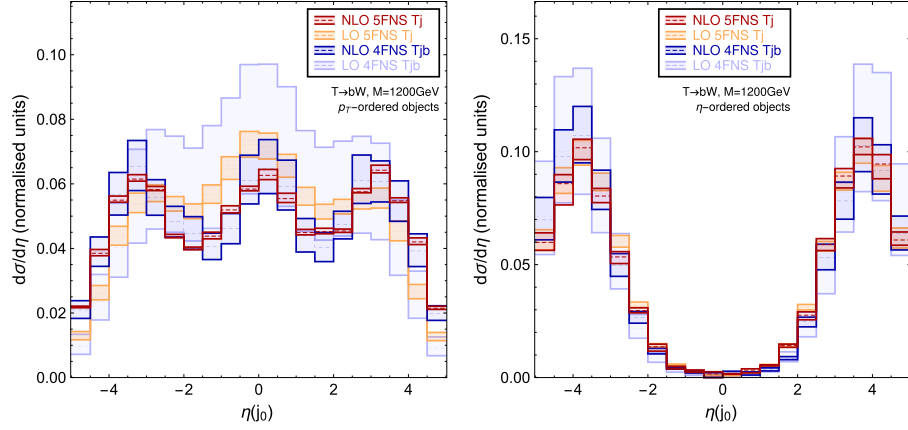 0.10
0.08
0.06
0.04
0.02
0.00
dσ/dη (normalised units)
NLO 5FNS Tj
LO 5FNS Tj
NLO 4FNS Tjb
LO 4FNS Tjb
T→bW, M=1200GeV
pT-ordered objects
−4 −2 0 2 4
η(j0)
0.15
0.10
0.05
0.00
dσ/dη (normalised units)
NLO 5FNS Tj
LO 5FNS Tj
NLO 4FNS Tjb
LO 4FNS Tjb
T→bW, M=1200GeV
η-ordered objects
−4 −2 0 2 4
η(j0)